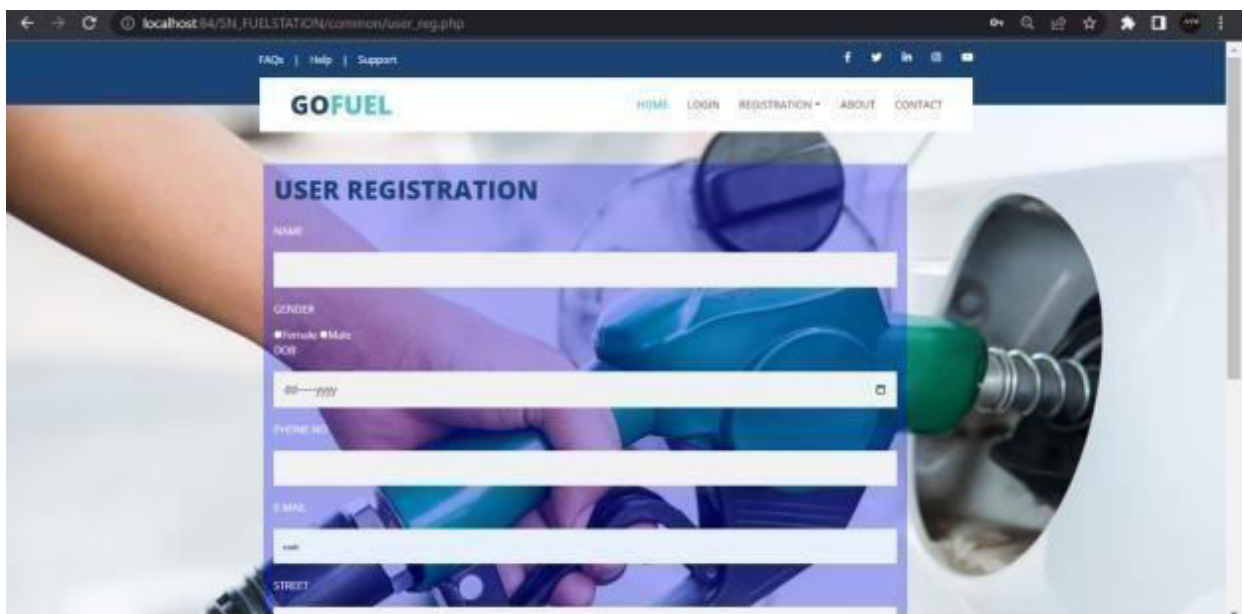 localhost:84/SN_FUELSTATION/common/user_reg.php
FAQs | Help | Support
GOFUEL
HOME LOGIN REGISTRATION ABOUT CONTACT
USER REGISTRATION
NAME
GENDER
Female Male
DOB
dd-----yyyy
PHONE NO
E-MAIL
STREET